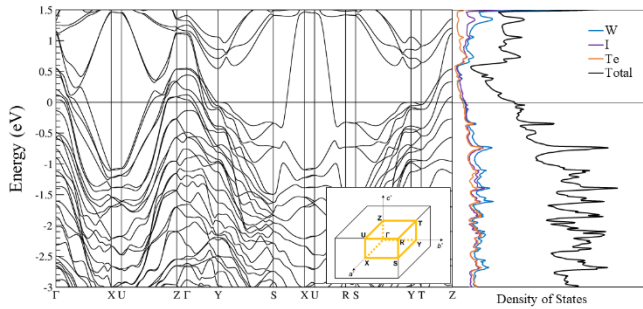 1.5
1
0.5
0
-0.5
-1
-1.5
-2
-2.5
-3
Energy (eV)
Γ X U Z Γ Y S X U R S Y T Z
c*
Z T
U Γ R Y b*
X S
a*
W
I
Te
Total
Density of States